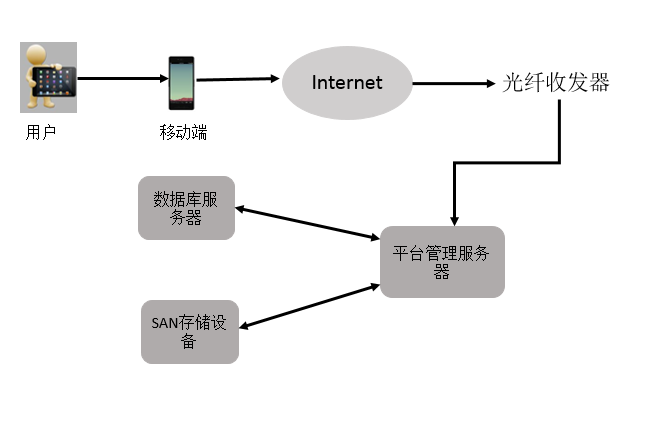 Internet
光纤收发器
用户
移动端
数据库服
务器
平台管理服务
器
SAN存储设
备